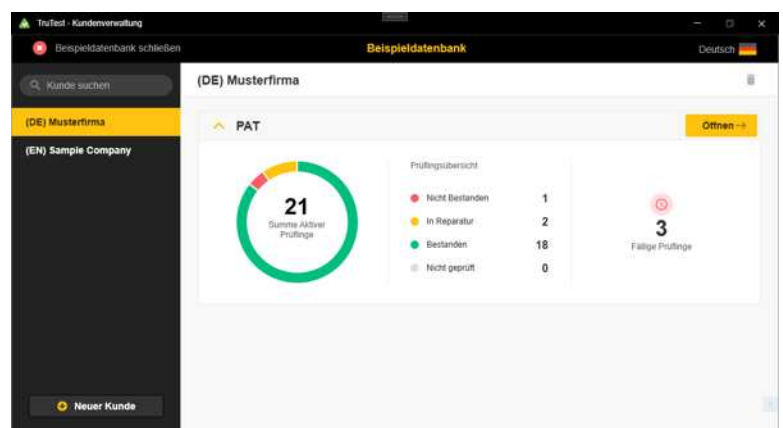 TruTest - Kundenverwaltung
Beispieldatenbank schließen
Beispieldatenbank
Deutsch
Kunde suchen
(DE) Musterfirma
(DE) Musterfirma
(EN) Sample Company
PAT
Öffnen
21
Summe Aktiver
Prüflinge
Prüflingsübersicht
Nicht Bestanden 1
In Reparatur 2
Bestanden 18
Nicht geprüft 0
3
Fällige Prüflinge
Neuer Kunde